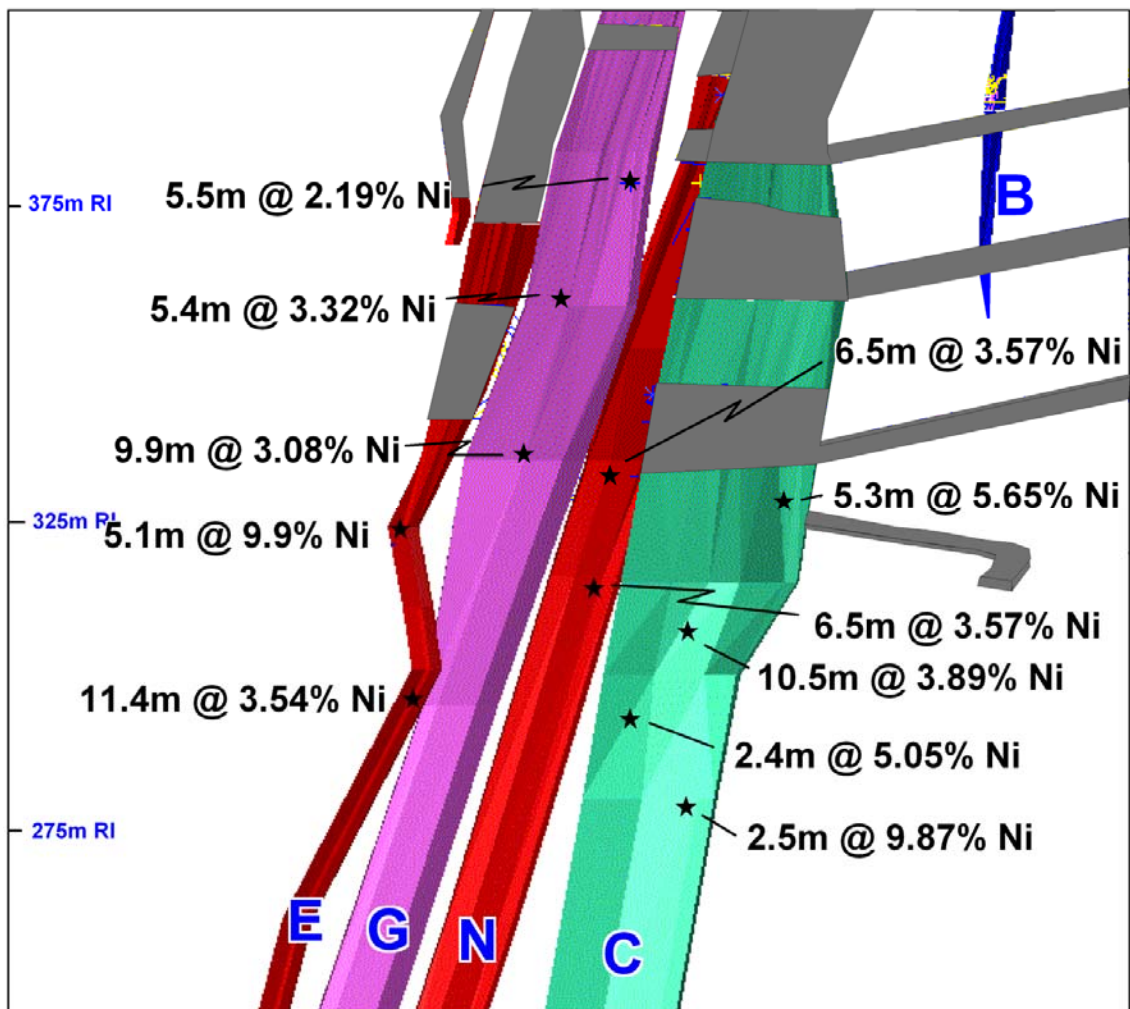 375m Rl
5.5m @ 2.19% Ni
B
5.4m @ 3.32% Ni
6.5m @ 3.57% Ni
9.9m @ 3.08% Ni
5.3m @ 5.65% Ni
325m Rl
5.1m @ 9.9% Ni
6.5m @ 3.57% Ni
10.5m @ 3.89% Ni
11.4m @ 3.54% Ni
2.4m @ 5.05% Ni
275m Rl
2.5m @ 9.87% Ni
E G N C